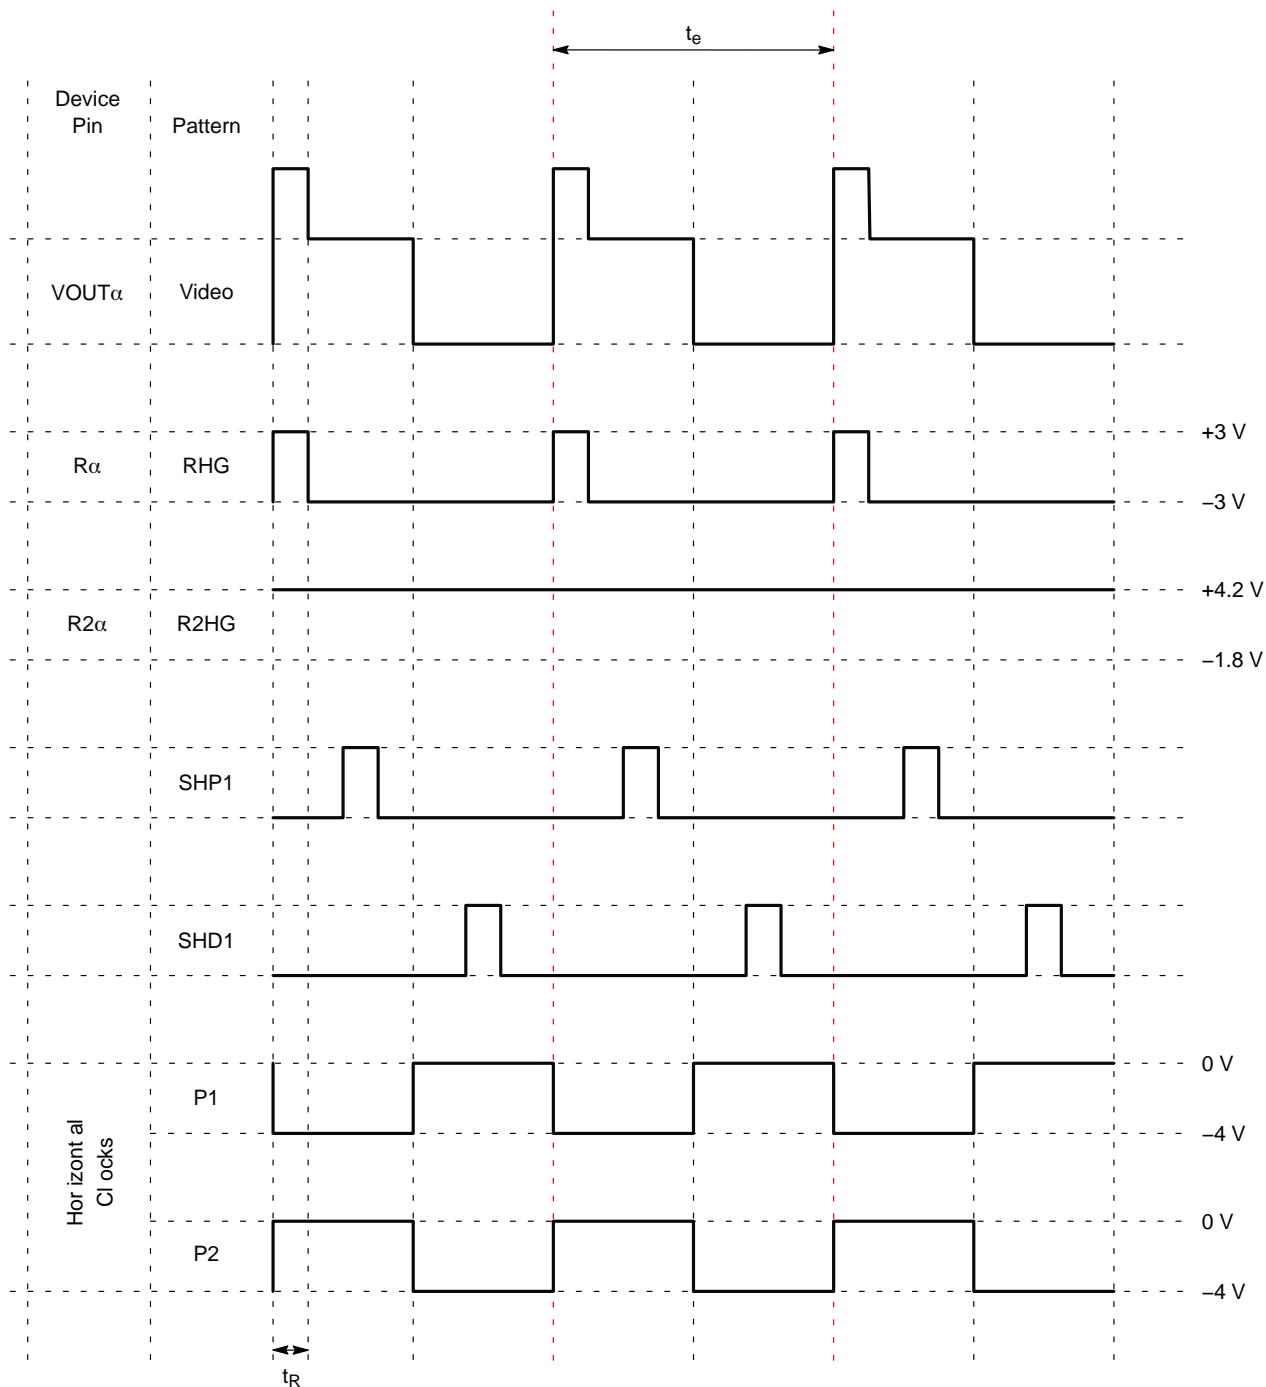 te
Device
Pin
Pattern
VOUTα
Video
Rα
RHG
+3 V
−3 V
R2α
R2HG
+4.2 V
−1.8 V
SHP1
SHD1
Hor izont al
Cl ocks
P1
0 V
−4 V
P2
0 V
−4 V
tR